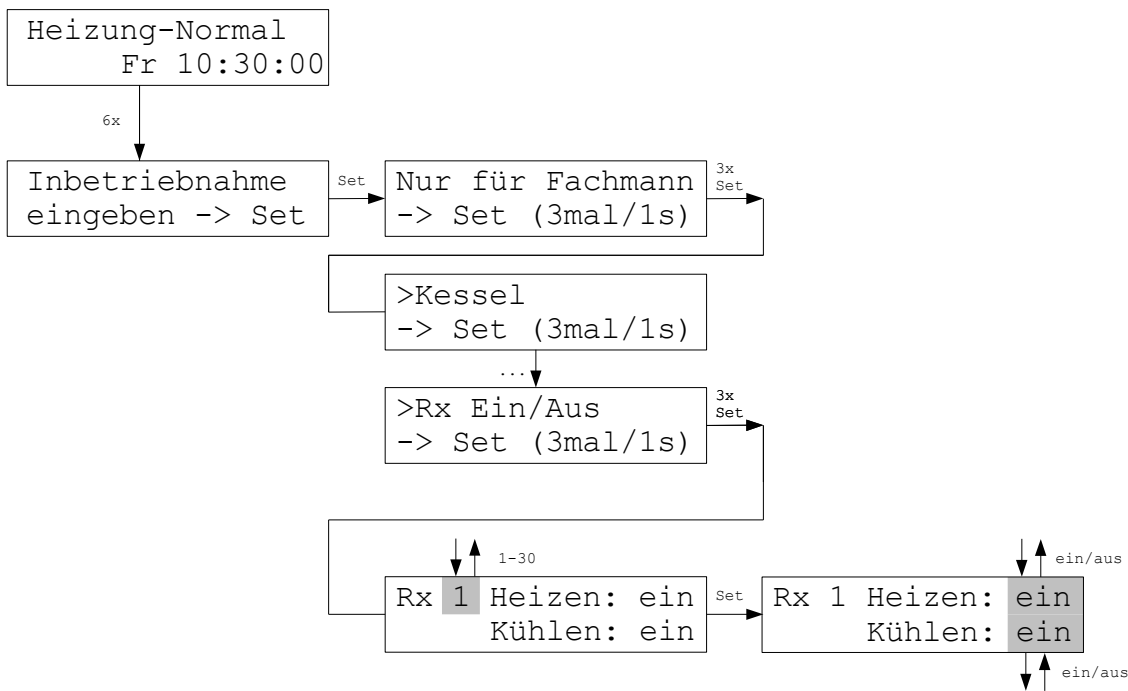 Heizung-Normal
Fr 10:30:00
6x
Inbetriebnahme
eingeben -> Set
Set
Nur für Fachmann
-> Set (3mal/1s)
3x
Set
>Kessel
-> Set (3mal/1s)
...
>Rx Ein/Aus
-> Set (3mal/1s)
3x
Set
1-30
Rx 1 Heizen: ein
Kühlen: ein
Set
ein/aus
Rx 1 Heizen: ein
Kühlen: ein
ein/aus